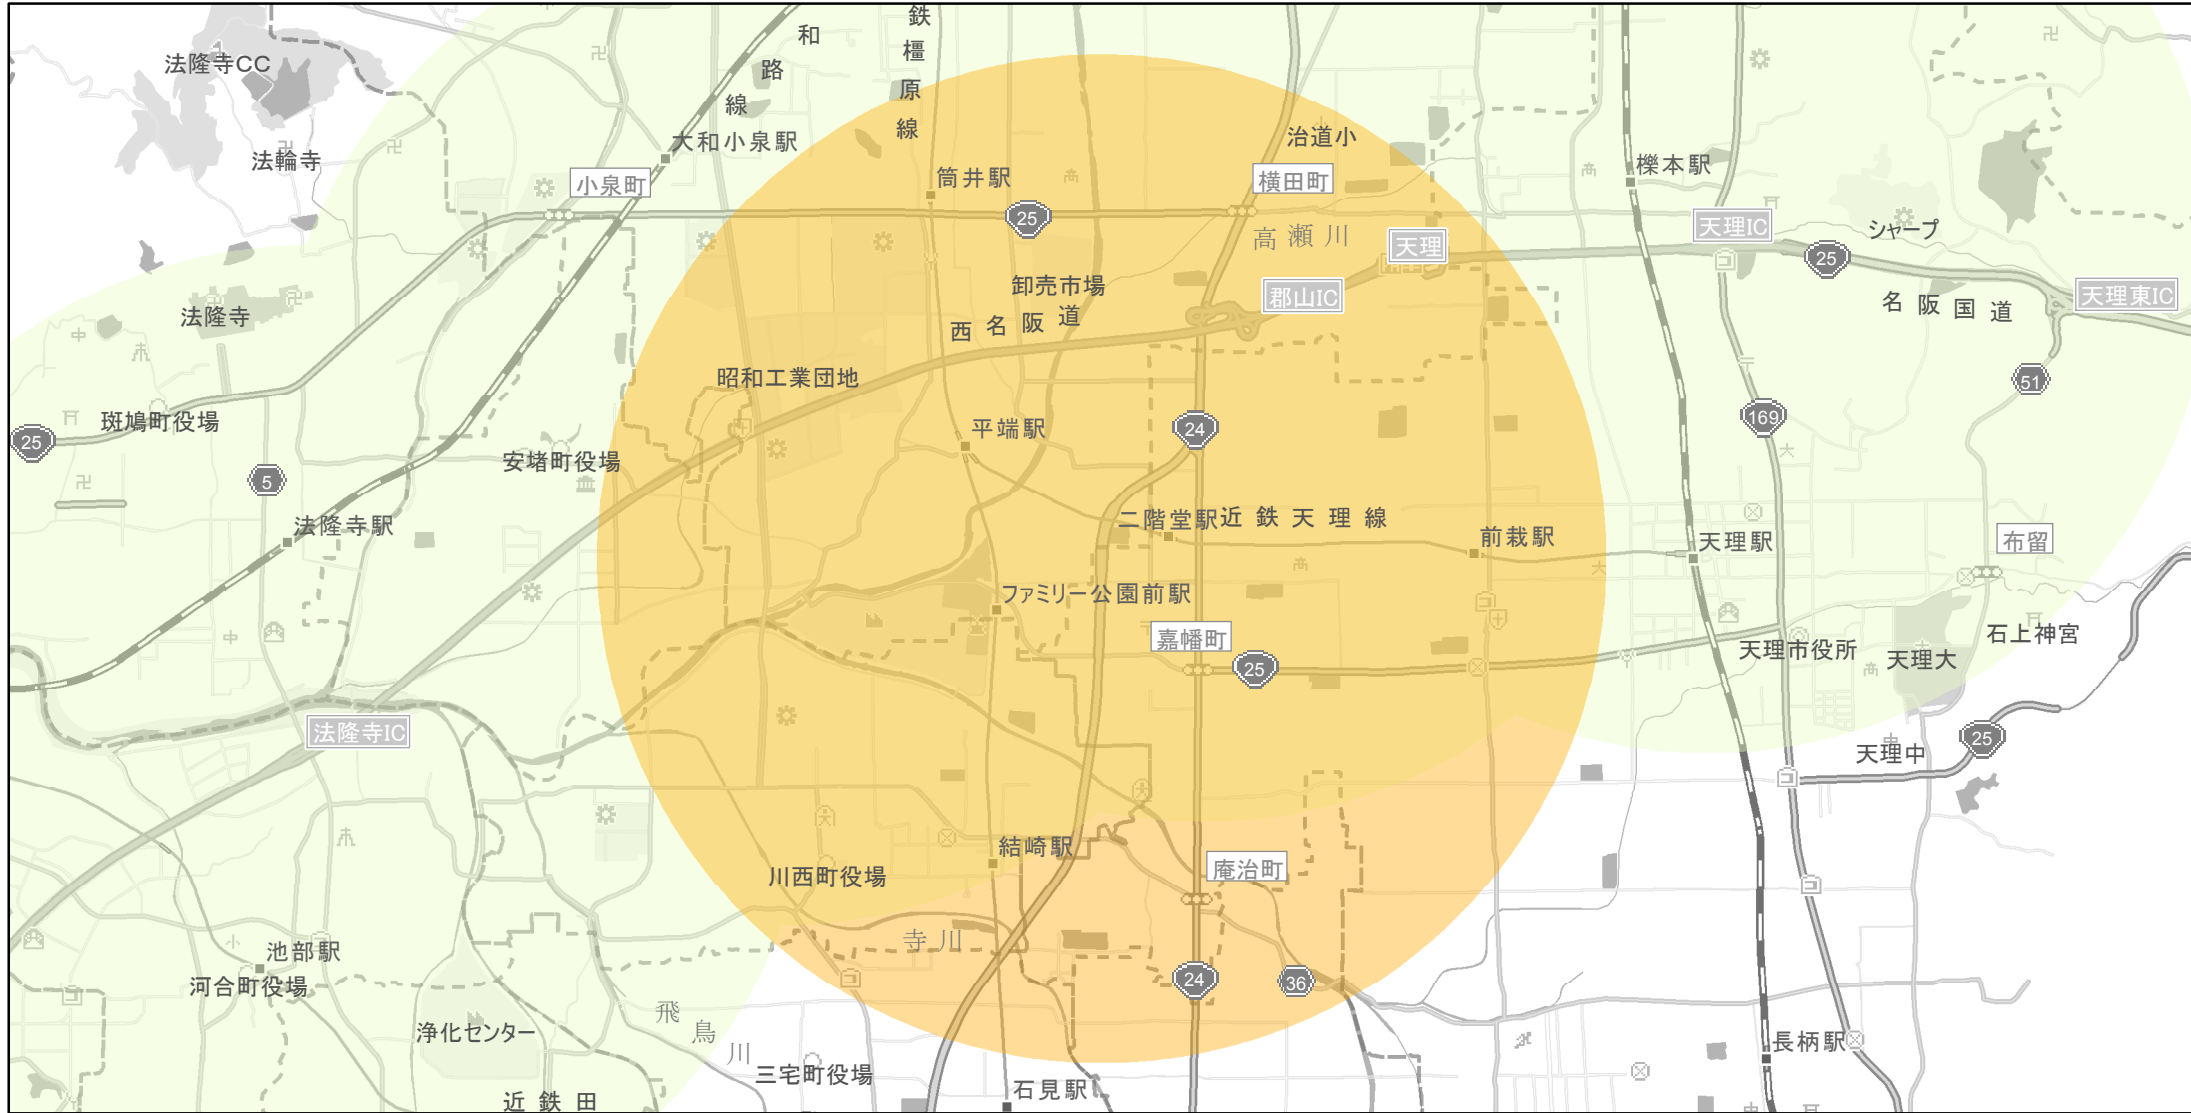 法隆寺CC
和
路
線
鉄
橿
原
線
大和小泉駅
治道小
法輪寺
小泉町
筒井駅
横田町
櫟本駅
25
高瀬川
天理
天理IC
シャープ
25
法隆寺
卸売市場
郡山IC
天理東IC
西名阪道
名阪国道
昭和工業団地
51
斑鳩町役場
25
平端駅
24
169
安堵町役場
5
法隆寺駅
二階堂駅
近鉄天理線
前栽駅
天理駅
布留
ファミリー公園前駅
嘉幡町
25
天理市役所
天理大
石上神宮
法隆寺IC
25
天理中
結崎駅
川西町役場
庵治町
寺川
池部駅
河合町役場
24
36
飛
鳥
川
浄化センター
三宅町役場
長柄駅
近鉄田
石見駅